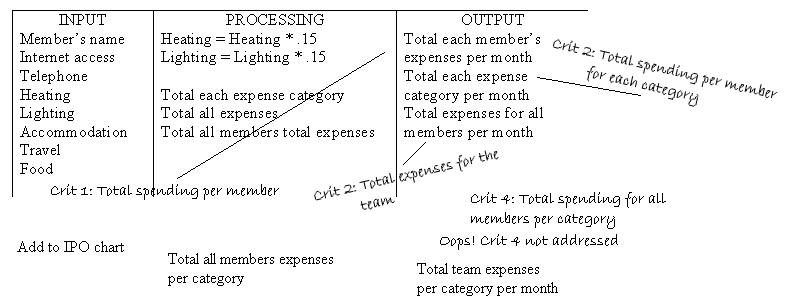 INPUT
Member's name
Internet access
Telephone
Heating
Lighting
Accommodation
Travel
Food
PROCESSING
Heating = Heating * .15
Lighting = Lighting * .15
Total each expense category
Total all expenses
Total all members total expenses
OUTPUT
Total each member's
expenses per month
Total each expense
category per month
Total expenses for all
members per month
Crit 2: Total spending per member
for each category
Crit 1: Total spending per member
Crit 2: Total expenses for the
team
Crit 4: Total spending for all
members per category
Oops! Crit 4 not addressed
Add to IPO chart
Total all members expenses
per category
Total team expenses
per category per month